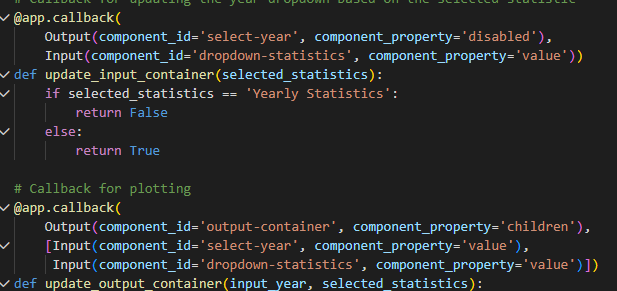 # Callback for updating the year dropdown based on the selected statistic
@app.callback(
    Output(component_id='select-year', component_property='disabled'),
    Input(component_id='dropdown-statistics', component_property='value'))
def update_input_container(selected_statistics):
    if selected_statistics == 'Yearly Statistics':
        return False
    else:
        return True

# Callback for plotting
@app.callback(
    Output(component_id='output-container', component_property='children'),
    [Input(component_id='select-year', component_property='value'),
     Input(component_id='dropdown-statistics', component_property='value')])
def update_output_container(input_year, selected_statistics):